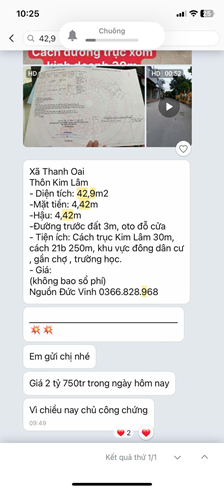 10:25
42,9
Chuông
Cách đường trục xóm
kinh doanh 30m
HD
HD 00:52
Xã Thanh Oai
Thôn Kim Lâm
- Diện tích: 42,9m2
-Mặt tiền: 4,42m
-Hậu: 4,42m
-Đường trước đất 3m, oto đỗ cửa
- Tiện ích: Cách trục Kim Lâm 30m,
cách 21b 250m, khu vực đông dân cư
, gần chợ , trường học.
- Giá:
(không bao sổ phí)
Nguồn Đức Vinh 0366.828.968
Em gửi chị nhé
Giá 2 tỷ 750tr trong ngày hôm nay
Vì chiều nay chủ công chứng
09:49
2
Kết quả thứ 1/1